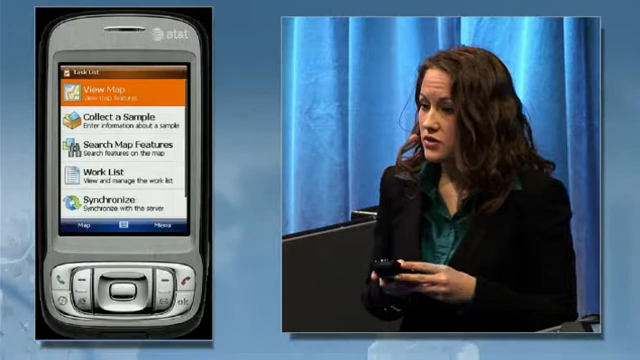 at&t
Task List
View Map
View map features
Collect a Sample
Enter information about a sample
Search Map Features
Search features on the map
Work List
View and manage the work list
Synchronize
Synchronize with the server
Map
Menu
ok